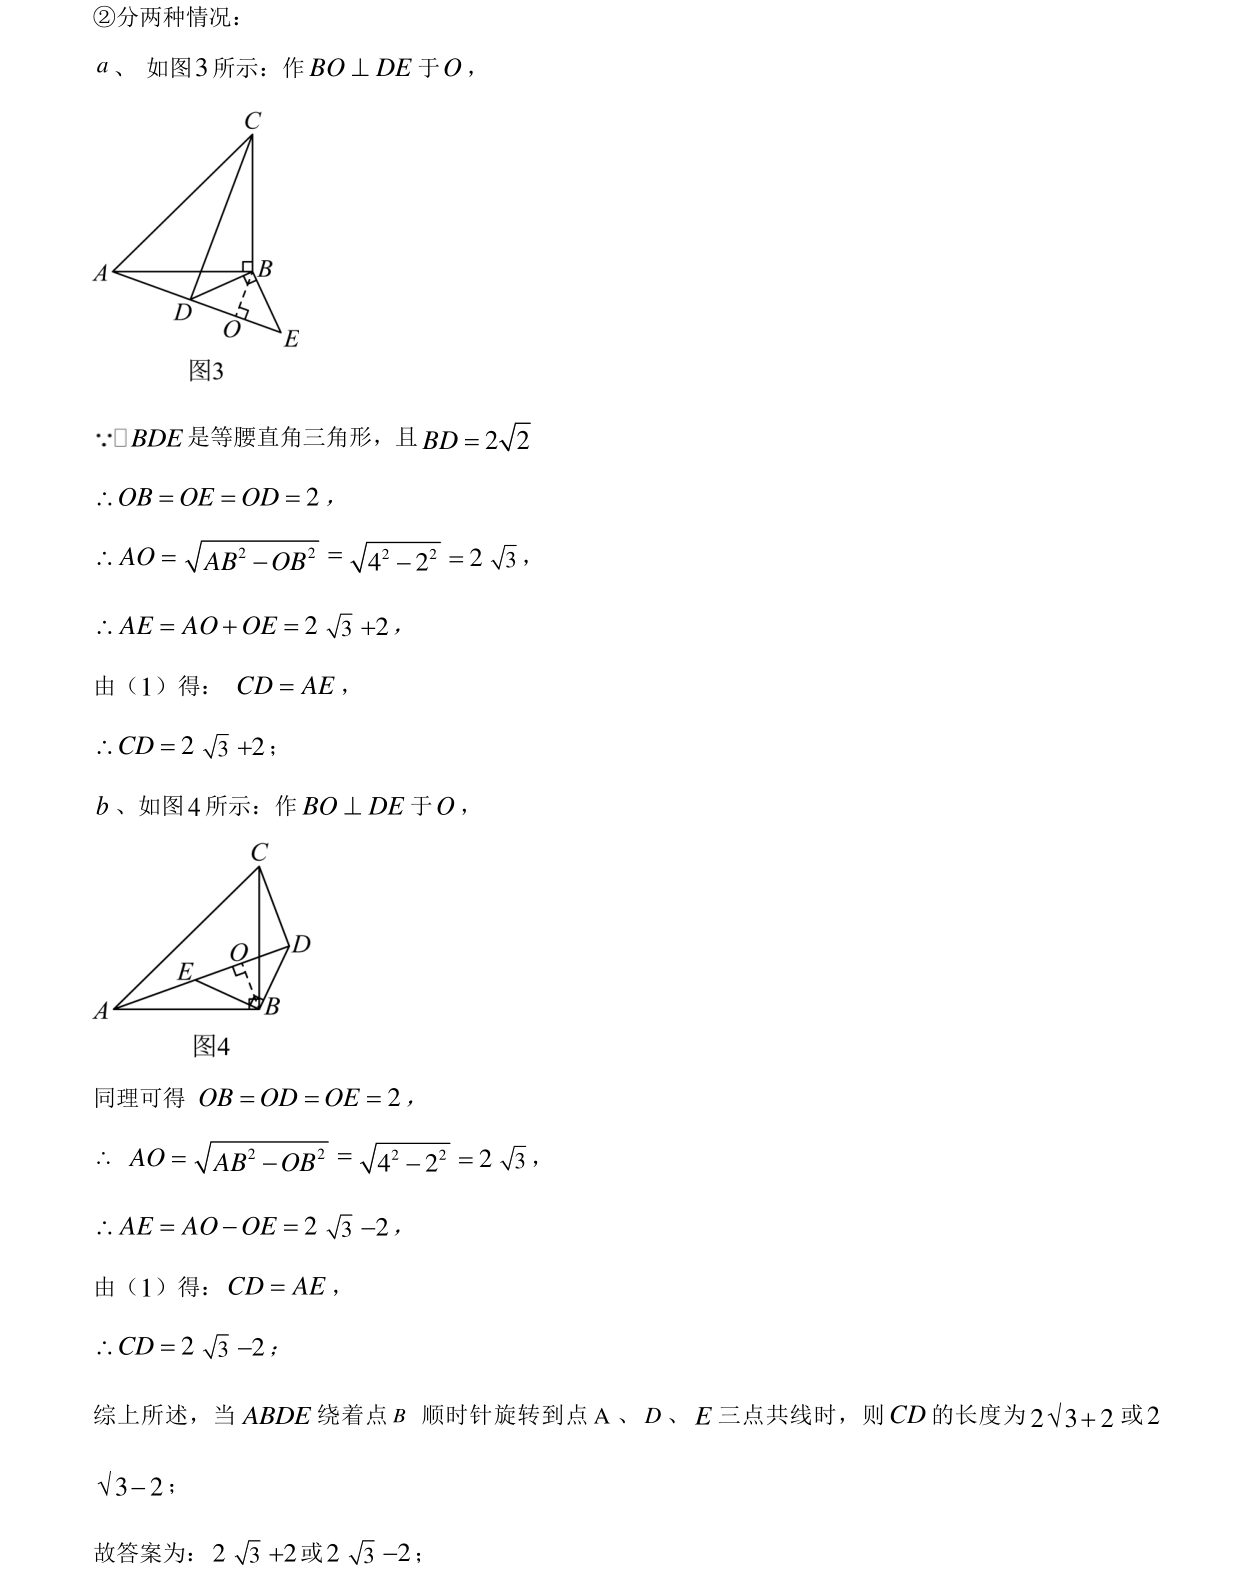 ②分两种情况：
a、 如图3所示：作BO⊥DE于O，
C
A
B
D
O
E
图3
∵□BDE是等腰直角三角形，且BD=2√2
∴OB=OE=OD=2，
∴AO=√(AB²−OB²)=√(4²−2²)=2√3，
∴AE=AO+OE=2√3+2，
由（1）得： CD=AE，
∴CD=2√3+2；
b、如图4所示：作BO⊥DE于O，
C
O
D
E
A
B
图4
同理可得 OB=OD=OE=2，
∴ AO=√(AB²−OB²)=√(4²−2²)=2√3，
∴AE=AO−OE=2√3−2，
由（1）得：CD=AE，
∴CD=2√3−2；
综上所述，当ABDE绕着点B 顺时针旋转到点A、D、E三点共线时，则CD的长度为2√3+2或2
√3−2；
故答案为：2√3+2或2√3−2；